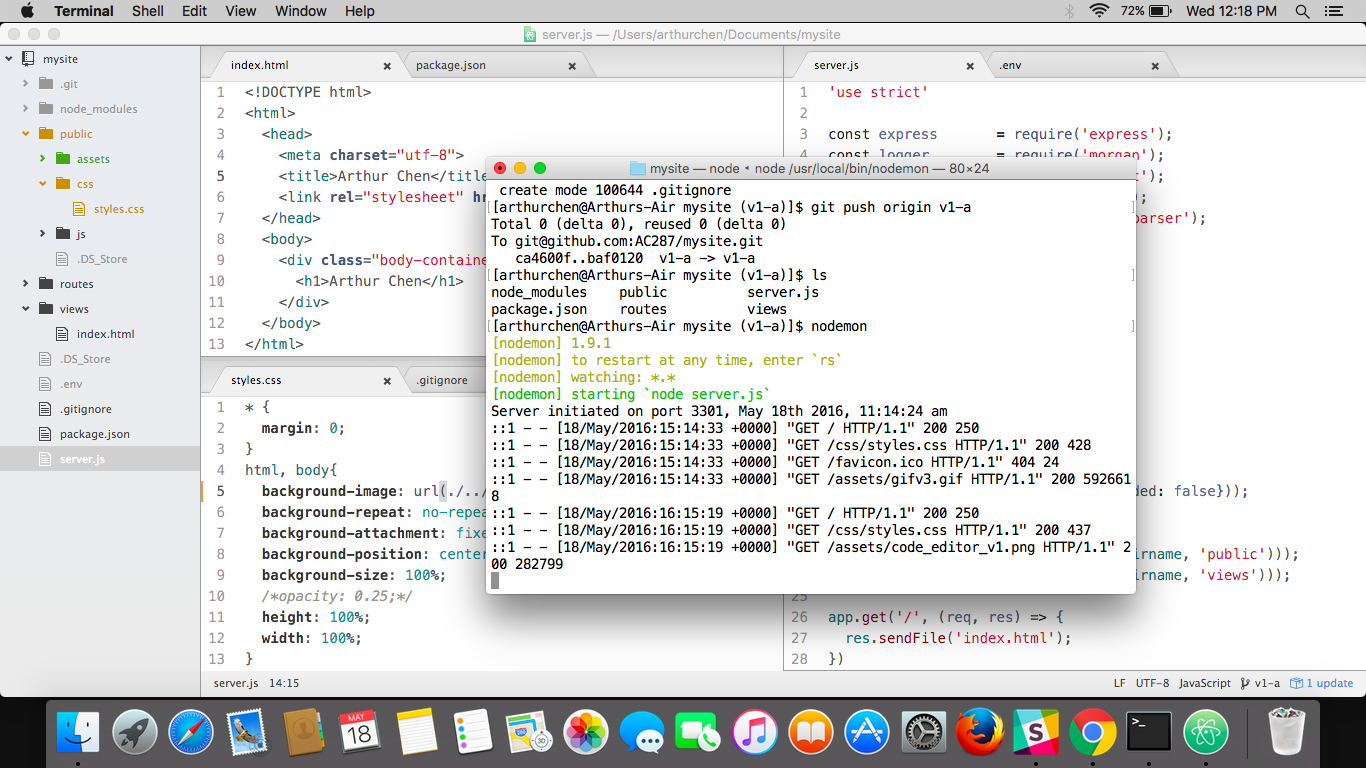 Terminal Shell Edit View Window Help 72% Wed 12:18 PM
server.js — /Users/arthurchen/Documents/mysite
mysite
.git
node_modules
public
assets
css
styles.css
js
.DS_Store
routes
views
index.html
.DS_Store
.env
.gitignore
package.json
server.js
index.html package.json
1 <!DOCTYPE html>
2 <html>
3 <head>
4 <meta charset="utf-8">
5 <title>Arthur Chen</title
6 <link rel="stylesheet"
7 </head>
8 <body>
9 <div class="body-containe
10 <h1>Arthur Chen</h1>
11 </div>
12 </body>
13 </html>
styles.css .gitignore
1 * {
2 margin: 0;
3 }
4 html, body{
5 background-image: url(./../
6 background-repeat: no-repea
7 background-attachment: fixe
8 background-position: center
9 background-size: 100%;
10 /*opacity: 0.25;*/
11 height: 100%;
12 width: 100%;
13 }
server.js .env
1 'use strict'
2
3 const express = require('express');
4 const logger = require('morgan');
t');
);
parser');
ded: false}));
irname, 'public')));
irname, 'views')));
25
26 app.get('/', (req, res) => {
27 res.sendFile('index.html');
28 })
mysite — node • node /usr/local/bin/nodemon — 80×24
create mode 100644 .gitignore
[arthurchen@Arthurs-Air mysite (v1-a)]$ git push origin v1-a
Total 0 (delta 0), reused 0 (delta 0)
To git@github.com:AC287/mysite.git
ca4600f..baf0120 v1-a -> v1-a
[arthurchen@Arthurs-Air mysite (v1-a)]$ ls
node_modules public server.js
package.json routes views
[arthurchen@Arthurs-Air mysite (v1-a)]$ nodemon
[nodemon] 1.9.1
[nodemon] to restart at any time, enter `rs`
[nodemon] watching: *.*
[nodemon] starting `node server.js`
Server initiated on port 3301, May 18th 2016, 11:14:24 am
::1 - - [18/May/2016:15:14:33 +0000] "GET / HTTP/1.1" 200 250
::1 - - [18/May/2016:15:14:33 +0000] "GET /css/styles.css HTTP/1.1" 200 428
::1 - - [18/May/2016:15:14:33 +0000] "GET /favicon.ico HTTP/1.1" 404 24
::1 - - [18/May/2016:15:14:33 +0000] "GET /assets/gifv3.gif HTTP/1.1" 200 592661
8
::1 - - [18/May/2016:16:15:19 +0000] "GET / HTTP/1.1" 200 250
::1 - - [18/May/2016:16:15:19 +0000] "GET /css/styles.css HTTP/1.1" 200 437
::1 - - [18/May/2016:16:15:19 +0000] "GET /assets/code_editor_v1.png HTTP/1.1" 2
00 282799
server.js 14:15 LF UTF-8 JavaScript v1-a 1 update
MAY
18
3D
S
>_